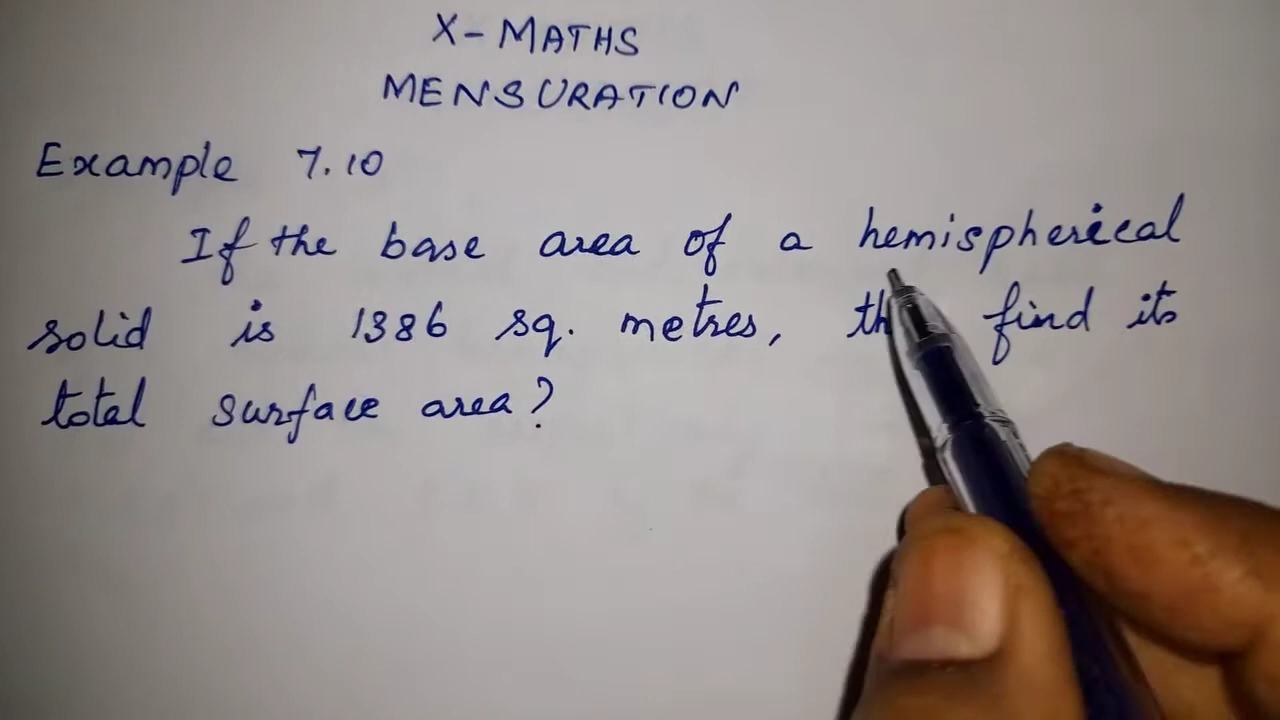 X-MATHS
MENSURATION
Example 7.10
If the base area of a hemispherical
solid is 1386 sq. metres, find its
total surface area?